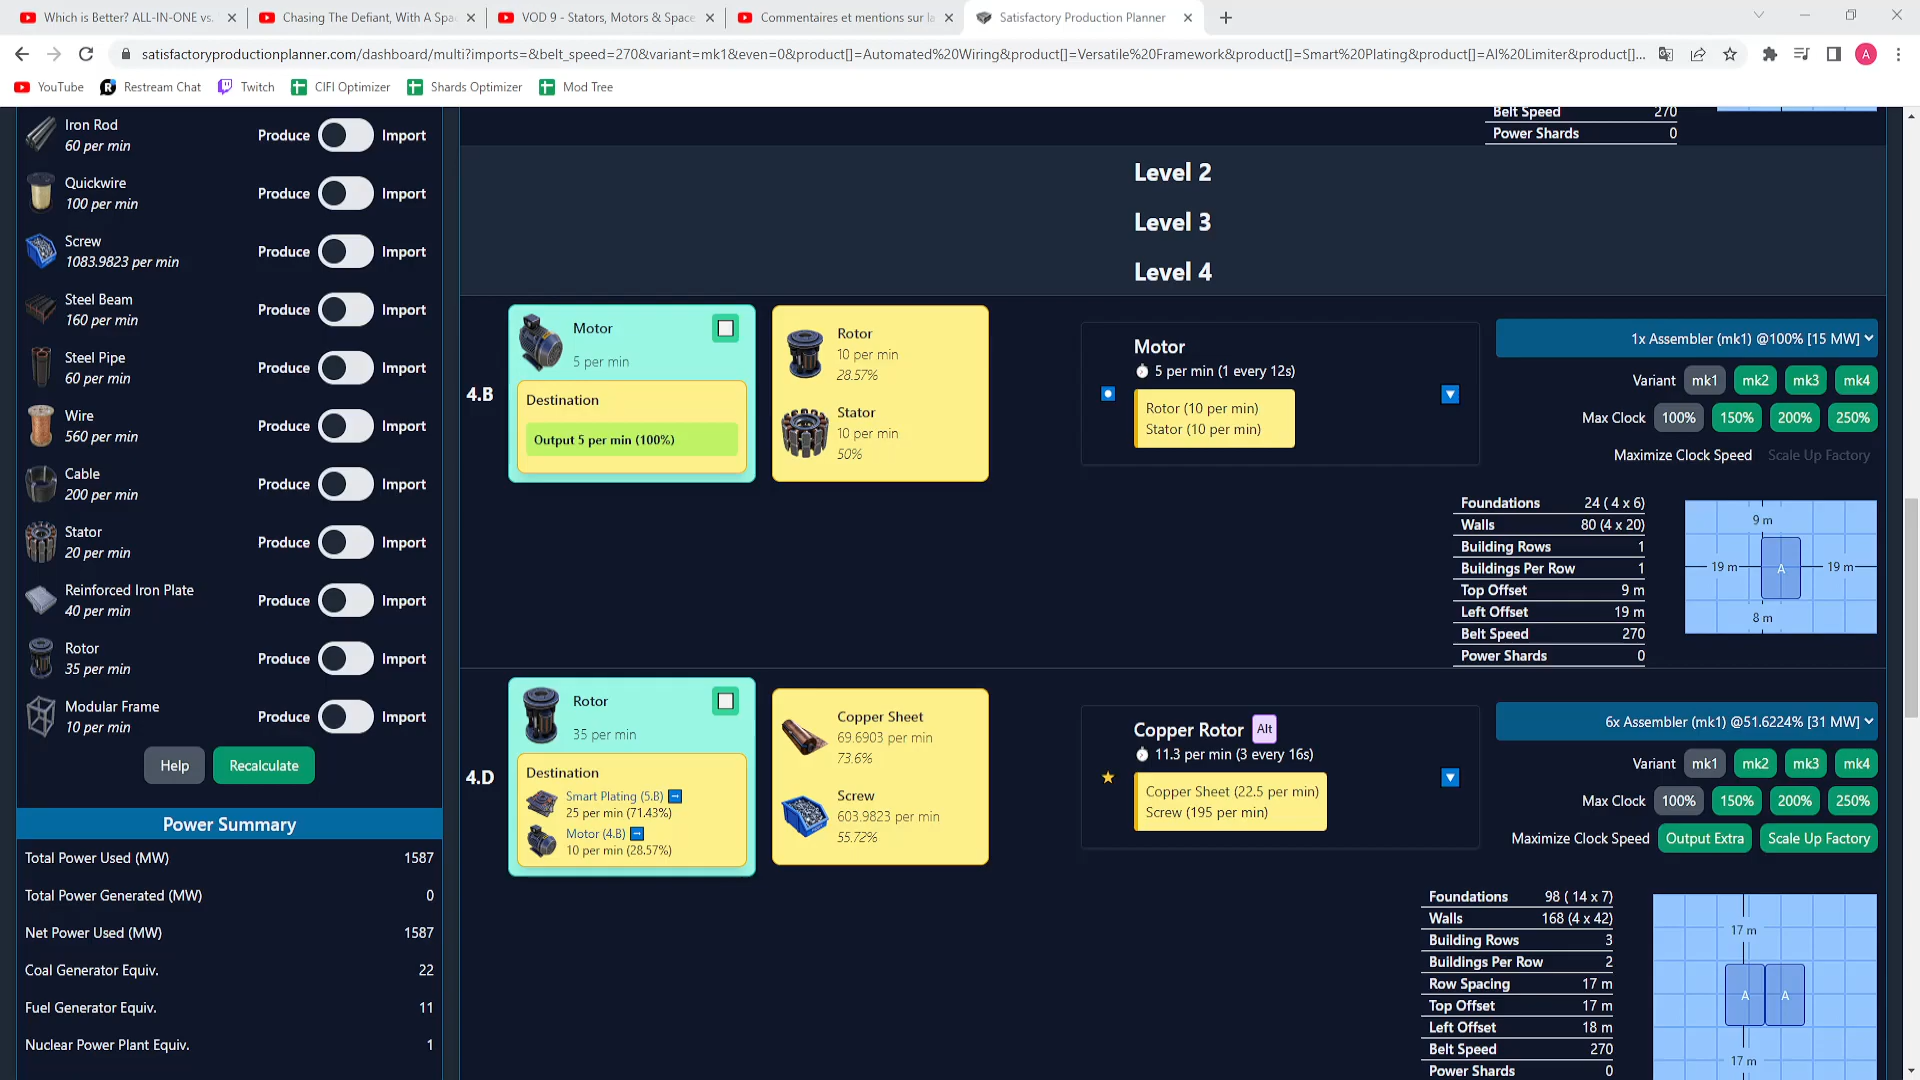 Which is Better? ALL-IN-ONE vs.
Chasing The Defiant, With A Spac
VOD 9 - Stators, Motors & Space
Commentaires et mentions sur la
Satisfactory Production Planner
satisfactoryproductionplanner.com/dashboard/multi?imports=&belt_speed=270&variant=mk1&even=0&product[]=Automated%20Wiring&product[]=Versatile%20Framework&product[]=Smart%20Plating&product[]=AI%20Limiter&product[]...
A
YouTube
Restream Chat
Twitch
CIFI Optimizer
Shards Optimizer
Mod Tree
Iron Rod
60 per min
Produce Import
Quickwire
100 per min
Produce Import
Screw
1083.9823 per min
Produce Import
Steel Beam
160 per min
Produce Import
Steel Pipe
60 per min
Produce Import
Wire
560 per min
Produce Import
Cable
200 per min
Produce Import
Stator
20 per min
Produce Import
Reinforced Iron Plate
40 per min
Produce Import
Rotor
35 per min
Produce Import
Modular Frame
10 per min
Produce Import
Help
Recalculate
Power Summary
Total Power Used (MW) 1587
Total Power Generated (MW) 0
Net Power Used (MW) 1587
Coal Generator Equiv. 22
Fuel Generator Equiv. 11
Nuclear Power Plant Equiv. 1
Belt Speed 270
Power Shards 0
Level 2
Level 3
Level 4
4.B
Motor
5 per min
Destination
Output 5 per min (100%)
Rotor
10 per min
28.57%
Stator
10 per min
50%
Motor
5 per min (1 every 12s)
Rotor (10 per min)
Stator (10 per min)
1x Assembler (mk1) @100% [15 MW]
Variant mk1 mk2 mk3 mk4
Max Clock 100% 150% 200% 250%
Maximize Clock Speed Scale Up Factory
Foundations 24 ( 4 x 6)
Walls 80 (4 x 20)
Building Rows 1
Buildings Per Row 1
Top Offset 9 m
Left Offset 19 m
Belt Speed 270
Power Shards 0
9 m
19 m A 19 m
8 m
4.D
Rotor
35 per min
Destination
Smart Plating (5.B)
25 per min (71.43%)
Motor (4.B)
10 per min (28.57%)
Copper Sheet
69.6903 per min
73.6%
Screw
603.9823 per min
55.72%
Copper Rotor Alt
11.3 per min (3 every 16s)
Copper Sheet (22.5 per min)
Screw (195 per min)
6x Assembler (mk1) @51.6224% [31 MW]
Variant mk1 mk2 mk3 mk4
Max Clock 100% 150% 200% 250%
Maximize Clock Speed Output Extra Scale Up Factory
Foundations 98 ( 14 x 7)
Walls 168 (4 x 42)
Building Rows 3
Buildings Per Row 2
Row Spacing 17 m
Top Offset 17 m
Left Offset 18 m
Belt Speed 270
Power Shards 0
17 m
A A
17 m